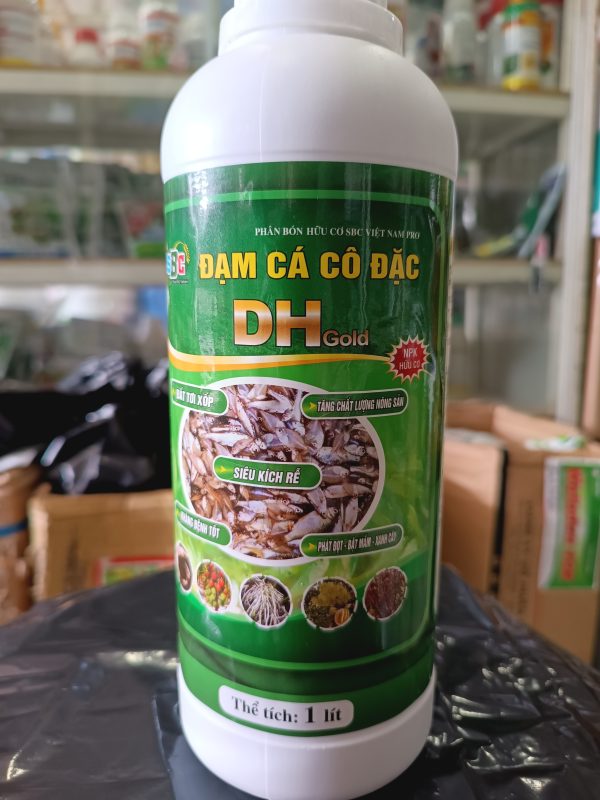 PHÂN BÓN HỮU CƠ SBC VIỆT NAM PRO
SBC
ĐẠM CÁ CÔ ĐẶC
DH Gold
NPK
HỮU CƠ
ĐẤT TƠI XỐP
TĂNG CHẤT LƯỢNG NÔNG SẢN
SIÊU KÍCH RỄ
KHÁNG BỆNH TỐT
PHÁT ĐỌT - BẬT MẦM - XANH CÂY
Thể tích: 1 lít